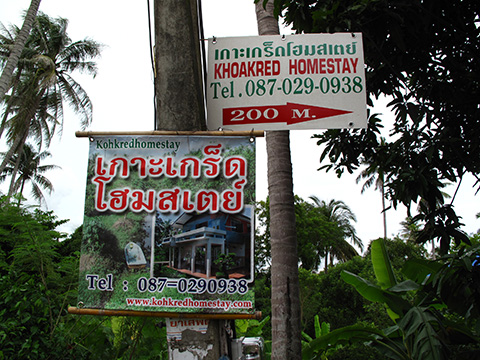 เกาะเกร็ดโฮมสเตย์
KHOAKRED HOMESTAY
Tel. 087-029-0938
200 M.
Kohkredhomestay
เกาะเกร็ด
โฮมสเตย์
Tel : 087=0290938
www.kohkredhomestay.com